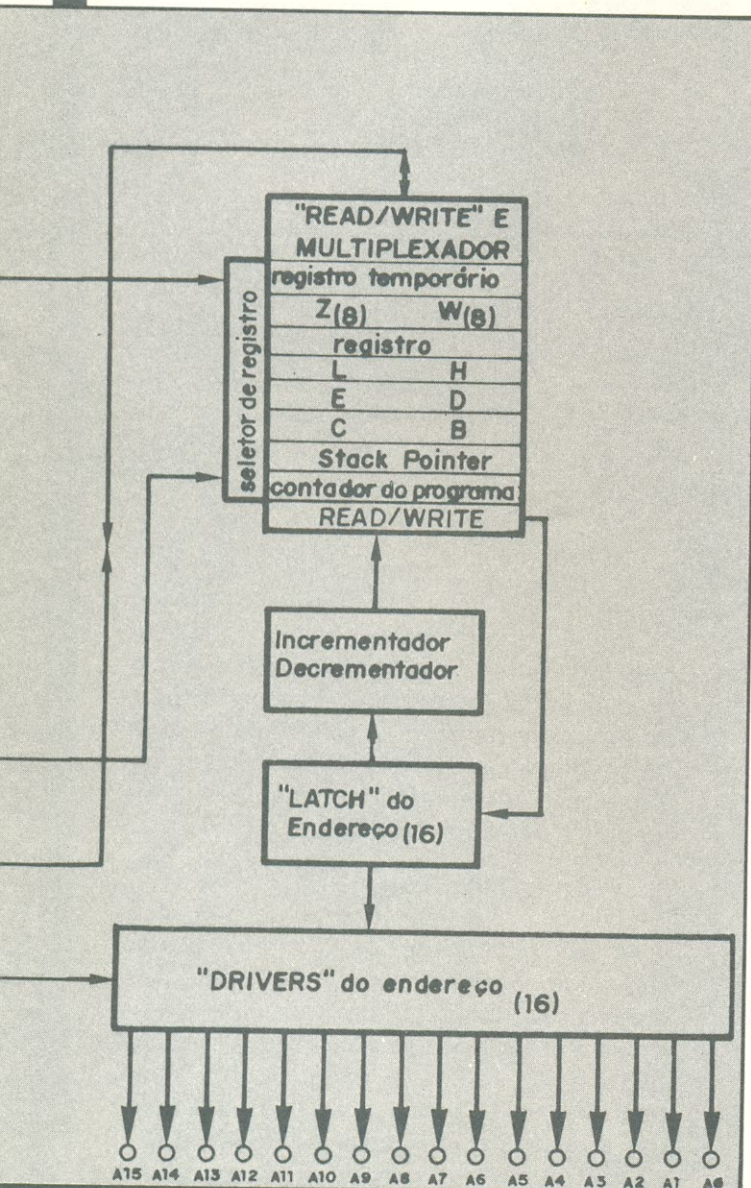 "READ/WRITE" E
MULTIPLEXADOR
registro temporário
Z(8) W(8)
registro
L H
E D
C B
Stack Pointer
contador do programa
READ/WRITE
seletor de registro
Incrementador
Decrementador
"LATCH" do
Endereço (16)
"DRIVERS" do endereço (16)
A15 A14 A13 A12 A11 A10 A9 A8 A7 A6 A5 A4 A3 A2 A1 A0